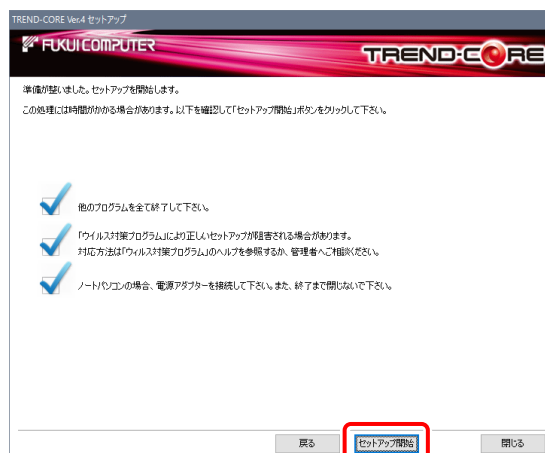 TREND-CORE Ver.4 セットアップ
FUKUI COMPUTER
TREND-CORE
準備が整いました。セットアップを開始します。
この処理には時間がかかる場合があります。以下を確認して「セットアップ開始」ボタンをクリックして下さい。
他のプログラムを全て終了して下さい。
「ウイルス対策プログラム」により正しいセットアップが阻害される場合があります。
対応方法は「ウィルス対策プログラム」のヘルプを参照するか、管理者へご相談ください。
ノートパソコンの場合、電源アダプターを接続して下さい。また、終了まで閉じないで下さい。
戻る
セットアップ開始
閉じる